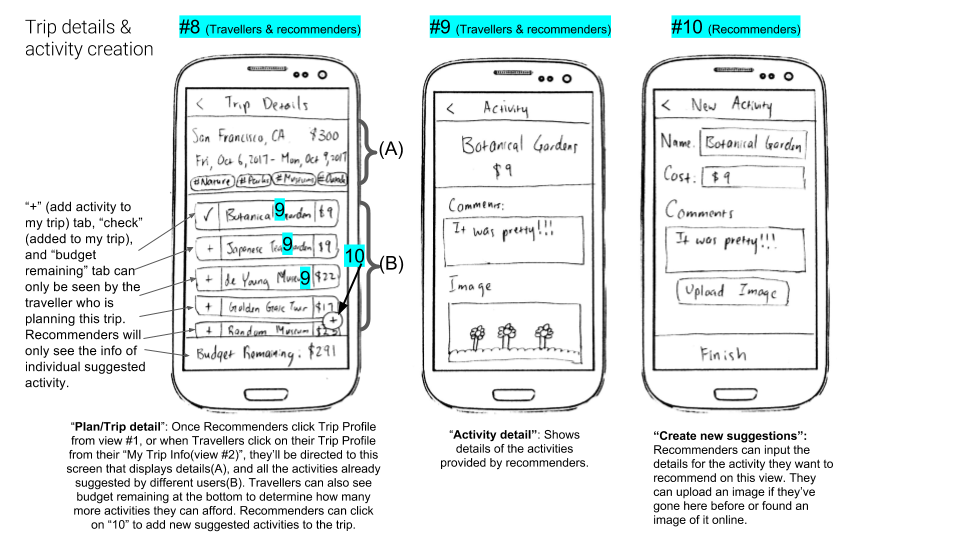 Trip details &
activity creation
#8 (Travellers & recommenders)
< Trip Details
San Francisco, CA $300
Fri, Oct 6, 2017 - Mon, Oct 9, 2017
#Nature #Parks #Museums
(A)
✓ Botanical 9 Garden $9
+ Japanese Tea 9 Garden $9
+ de Young Museum 9 $22
+ Golden Gate Tour $17
+ Random Museum
+
Budget Remaining: $291
10
(B)
"+" (add activity to
my trip) tab, "check"
(added to my trip),
and "budget
remaining" tab can
only be seen by the
traveller who is
planning this trip.
Recommenders will
only see the info of
individual suggested
activity.
"Plan/Trip detail": Once Recommenders click Trip Profile
from view #1, or when Travellers click on their Trip Profile
from their "My Trip Info(view #2)", they'll be directed to this
screen that displays details(A), and all the activities already
suggested by different users(B). Travellers can also see
budget remaining at the bottom to determine how many
more activities they can afford. Recommenders can click
on "10" to add new suggested activities to the trip.
#9 (Travellers & recommenders)
< Activity
Botanical Gardens
$9
Comments:
It was pretty!!!
Image
"Activity detail": Shows
details of the activities
provided by recommenders.
#10 (Recommenders)
< New Activity
Name: Botanical Garden
Cost: $9
Comments
It was pretty!!!
Upload Image
Finish
"Create new suggestions":
Recommenders can input the
details for the activity they want to
recommend on this view. They
can upload an image if they've
gone here before or found an
image of it online.